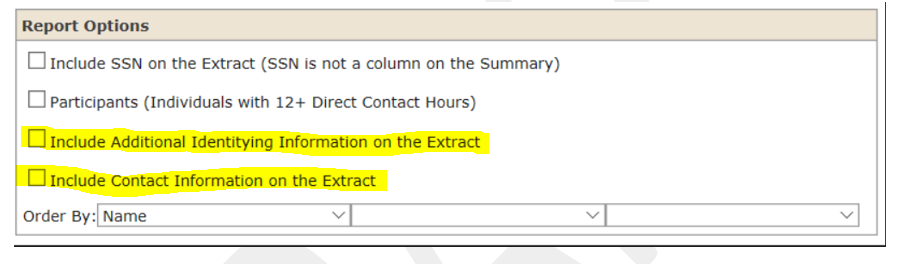 Report Options
Include SSN on the Extract (SSN is not a column on the Summary)
Participants (Individuals with 12+ Direct Contact Hours)
Include Additional Identitying Information on the Extract
Include Contact Information on the Extract
Order By: Name